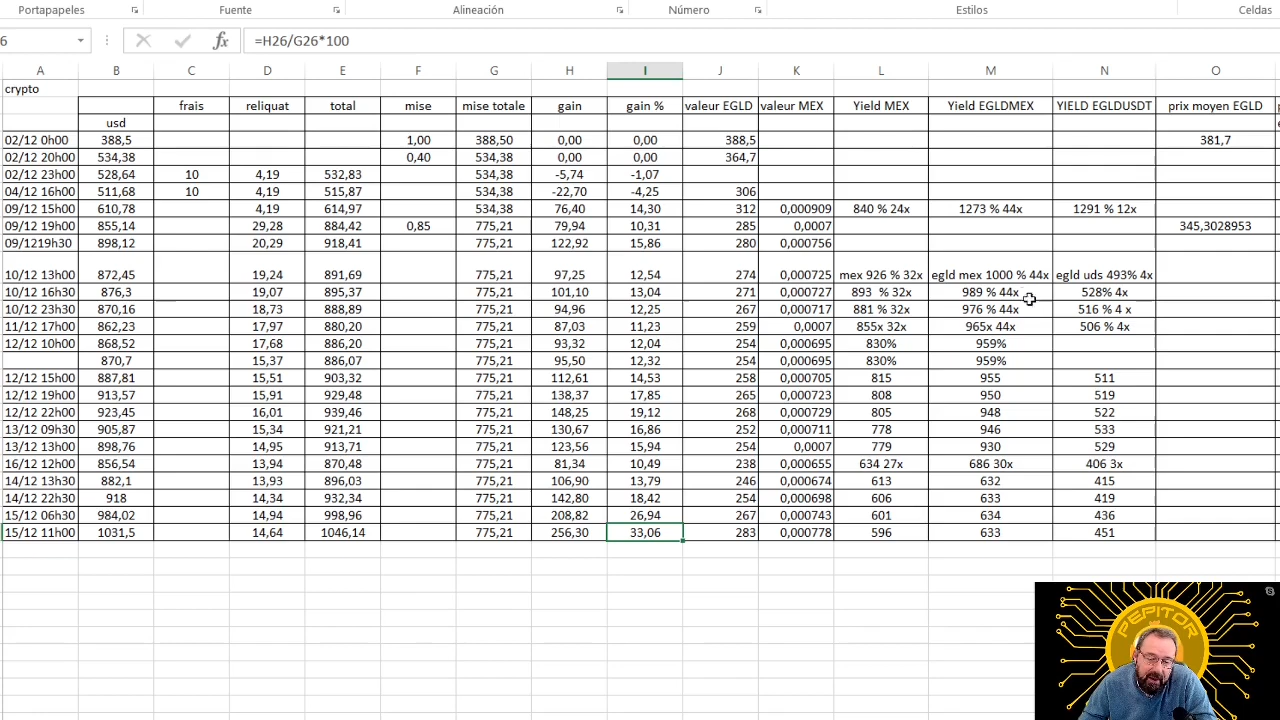 Portapapeles Fuente Alineación Número Estilos Celdas
6 fx =H26/G26*100
A B C D E F G H I J K L M N O
crypto
frais reliquat total mise mise totale gain gain % valeur EGLD valeur MEX Yield MEX Yield EGLDMEX YIELD EGLDUSDT prix moyen EGLD
usd
02/12 0h00 388,5 1,00 388,50 0,00 0,00 388,5 381,7
02/12 20h00 534,38 0,40 534,38 0,00 0,00 364,7
02/12 23h00 528,64 10 4,19 532,83 534,38 -5,74 -1,07
04/12 16h00 511,68 10 4,19 515,87 534,38 -22,70 -4,25 306
09/12 15h00 610,78 4,19 614,97 534,38 76,40 14,30 312 0,000909 840 % 24x 1273 % 44x 1291 % 12x
09/12 19h00 855,14 29,28 884,42 0,85 775,21 79,94 10,31 285 0,0007 345,3028953
09/1219h30 898,12 20,29 918,41 775,21 122,92 15,86 280 0,000756
10/12 13h00 872,45 19,24 891,69 775,21 97,25 12,54 274 0,000725 mex 926 % 32x egld mex 1000 % 44x egld uds 493% 4x
10/12 16h30 876,3 19,07 895,37 775,21 101,10 13,04 271 0,000727 893 % 32x 989 % 44x 528% 4x
10/12 23h30 870,16 18,73 888,89 775,21 94,96 12,25 267 0,000717 881 % 32x 976 % 44x 516 % 4 x
11/12 17h00 862,23 17,97 880,20 775,21 87,03 11,23 259 0,0007 855x 32x 965x 44x 506 % 4x
12/12 10h00 868,52 17,68 886,20 775,21 93,32 12,04 254 0,000695 830% 959%
870,7 15,37 886,07 775,21 95,50 12,32 254 0,000695 830% 959%
12/12 15h00 887,81 15,51 903,32 775,21 112,61 14,53 258 0,000705 815 955 511
12/12 19h00 913,57 15,91 929,48 775,21 138,37 17,85 265 0,000723 808 950 519
12/12 22h00 923,45 16,01 939,46 775,21 148,25 19,12 268 0,000729 805 948 522
13/12 09h30 905,87 15,34 921,21 775,21 130,67 16,86 252 0,000711 778 946 533
13/12 13h00 898,76 14,95 913,71 775,21 123,56 15,94 254 0,0007 779 930 529
16/12 12h00 856,54 13,94 870,48 775,21 81,34 10,49 238 0,000655 634 27x 686 30x 406 3x
14/12 13h30 882,1 13,93 896,03 775,21 106,90 13,79 246 0,000674 613 632 415
14/12 22h30 918 14,34 932,34 775,21 142,80 18,42 254 0,000698 606 633 419
15/12 06h30 984,02 14,94 998,96 775,21 208,82 26,94 267 0,000743 601 634 436
15/12 11h00 1031,5 14,64 1046,14 775,21 256,30 33,06 283 0,000778 596 633 451
PEPITOR